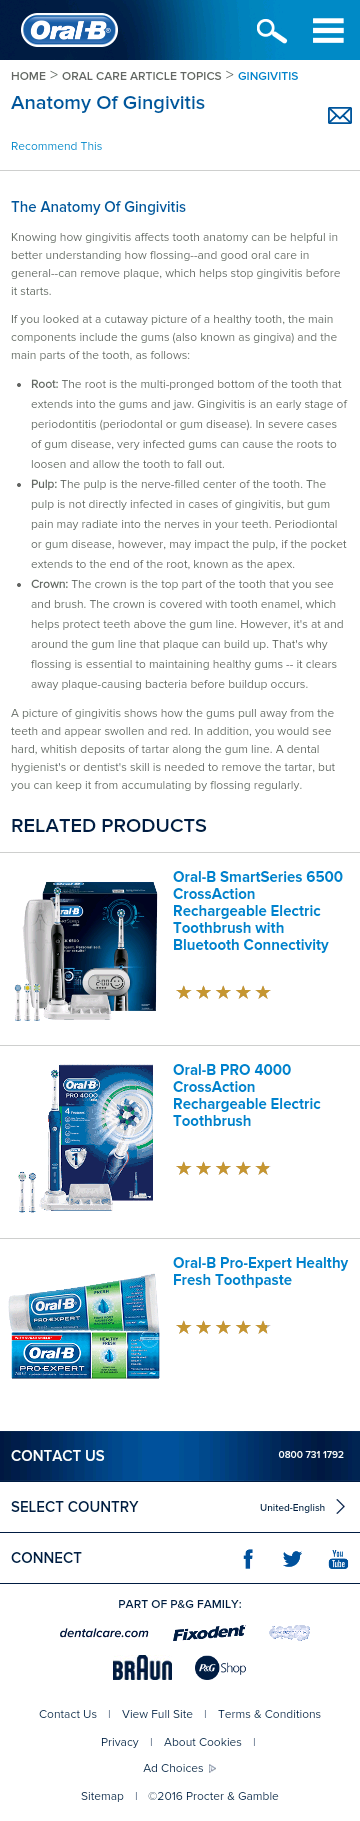 Oral-B
HOME > ORAL CARE ARTICLE TOPICS > GINGIVITIS
Anatomy Of Gingivitis
Recommend This
The Anatomy Of Gingivitis
Knowing how gingivitis affects tooth anatomy can be helpful in
better understanding how flossing--and good oral care in
general--can remove plaque, which helps stop gingivitis before
it starts.
If you looked at a cutaway picture of a healthy tooth, the main
components include the gums (also known as gingiva) and the
main parts of the tooth, as follows:
• Root: The root is the multi-pronged bottom of the tooth that
extends into the gums and jaw. Gingivitis is an early stage of
periodontitis (periodontal or gum disease). In severe cases
of gum disease, very infected gums can cause the roots to
loosen and allow the tooth to fall out.
• Pulp: The pulp is the nerve-filled center of the tooth. The
pulp is not directly infected in cases of gingivitis, but gum
pain may radiate into the nerves in your teeth. Periodontal
or gum disease, however, may impact the pulp, if the pocket
extends to the end of the root, known as the apex.
• Crown: The crown is the top part of the tooth that you see
and brush. The crown is covered with tooth enamel, which
helps protect teeth above the gum line. However, it's at and
around the gum line that plaque can build up. That's why
flossing is essential to maintaining healthy gums -- it clears
away plaque-causing bacteria before buildup occurs.
A picture of gingivitis shows how the gums pull away from the
teeth and appear swollen and red. In addition, you would see
hard, whitish deposits of tartar along the gum line. A dental
hygienist's or dentist's skill is needed to remove the tartar, but
you can keep it from accumulating by flossing regularly.
RELATED PRODUCTS
Oral-B SmartSeries 6500
CrossAction
Rechargeable Electric
Toothbrush with
Bluetooth Connectivity
Oral-B
Oral-B PRO 4000
CrossAction
Rechargeable Electric
Toothbrush
Oral-B
PRO 4000
Oral-B Pro-Expert Healthy
Fresh Toothpaste
Oral-B
PRO-EXPERT
FRESH
Oral-B
HEALTHY
FRESH
PRO-EXPERT
CONTACT US 0800 731 1792
SELECT COUNTRY United-English
CONNECT You Tube
PART OF P&G FAMILY:
dentalcare.com Fixodent
BRAUN P&G Shop
Contact Us | View Full Site | Terms & Conditions
Privacy | About Cookies |
Ad Choices
Sitemap | ©2016 Procter & Gamble